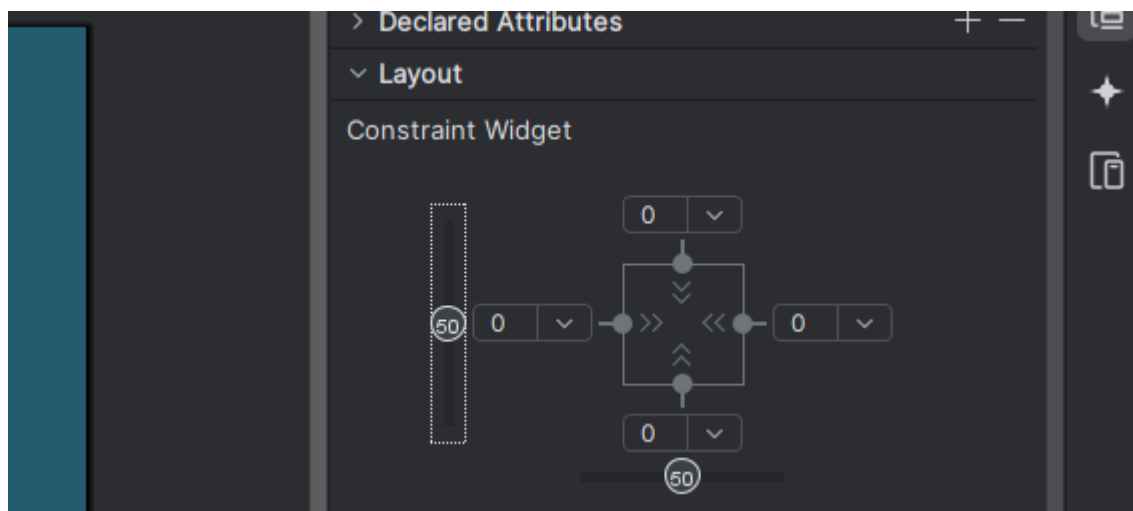 Declared Attributes
Layout
Constraint Widget
0
50 0 0
0
50